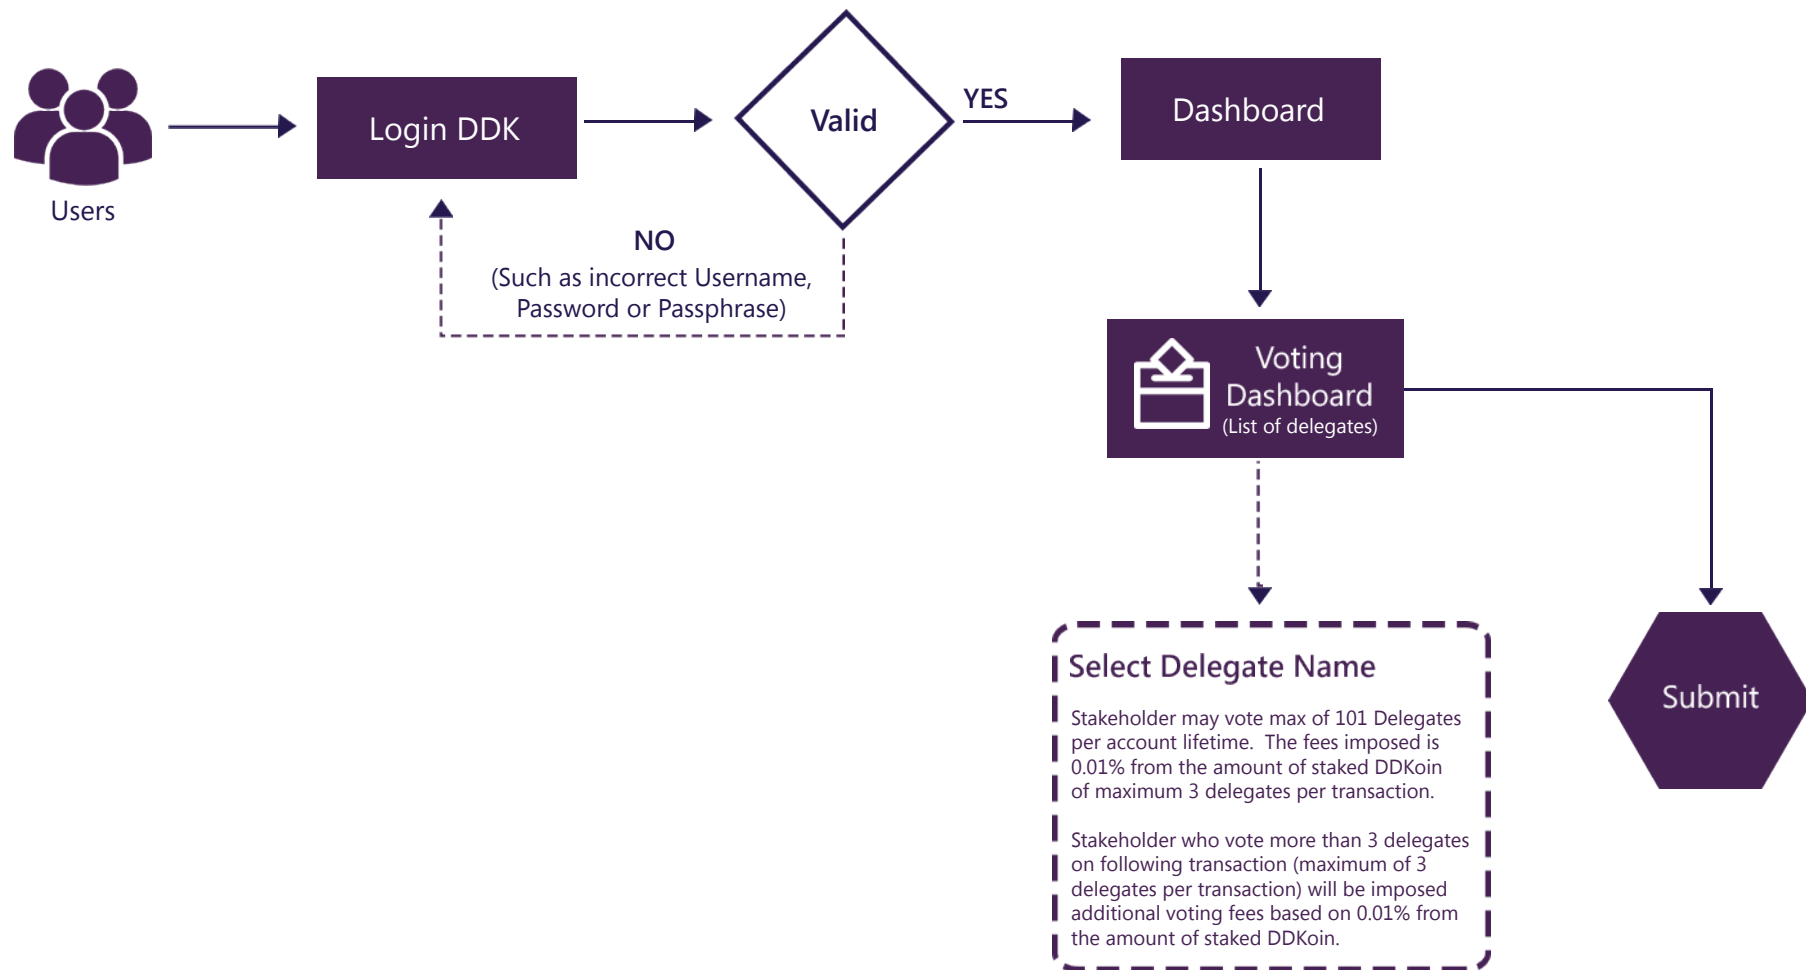 Users
Login DDK
Valid
YES
Dashboard
NO
(Such as incorrect Username,
Password or Passphrase)
Voting
Dashboard
(List of delegates)
Select Delegate Name
Stakeholder may vote max of 101 Delegates
per account lifetime.  The fees imposed is
0.01% from the amount of staked DDKoin
of maximum 3 delegates per transaction.
Stakeholder who vote more than 3 delegates
on following transaction (maximum of 3
delegates per transaction) will be imposed
additional voting fees based on 0.01% from
the amount of staked DDKoin.
Submit